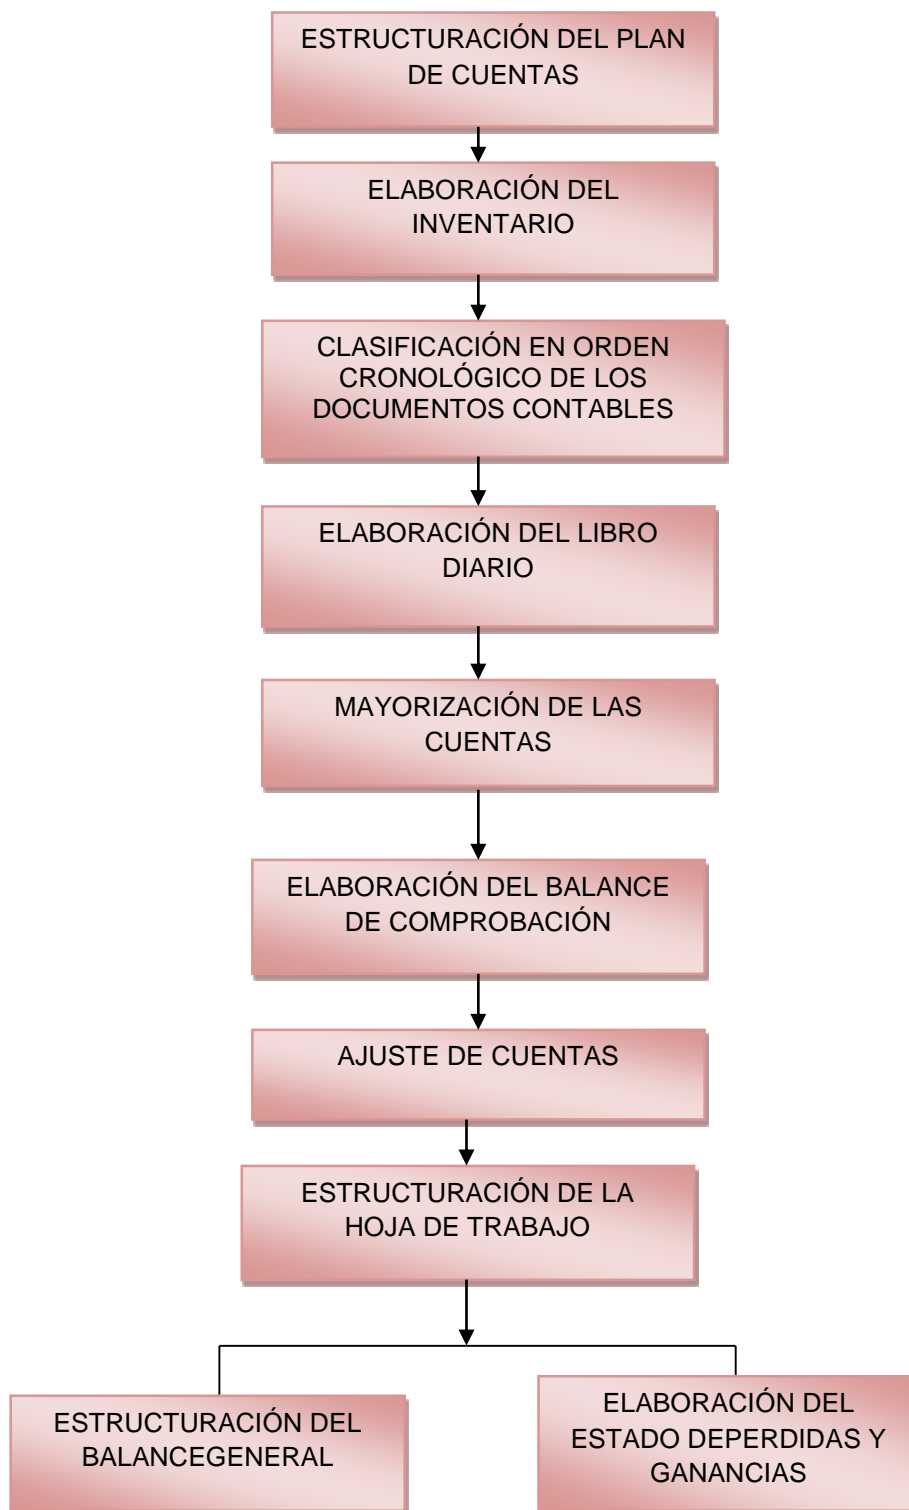 ESTRUCTURACIÓN DEL PLAN
DE CUENTAS
ELABORACIÓN DEL
INVENTARIO
CLASIFICACIÓN EN ORDEN
CRONOLÓGICO DE LOS
DOCUMENTOS CONTABLES
ELABORACIÓN DEL LIBRO
DIARIO
MAYORIZACIÓN DE LAS
CUENTAS
ELABORACIÓN DEL BALANCE
DE COMPROBACIÓN
AJUSTE DE CUENTAS
ESTRUCTURACIÓN DE LA
HOJA DE TRABAJO
ESTRUCTURACIÓN DEL
BALANCEGENERAL
ELABORACIÓN DEL
ESTADO DEPERDIDAS Y
GANANCIAS